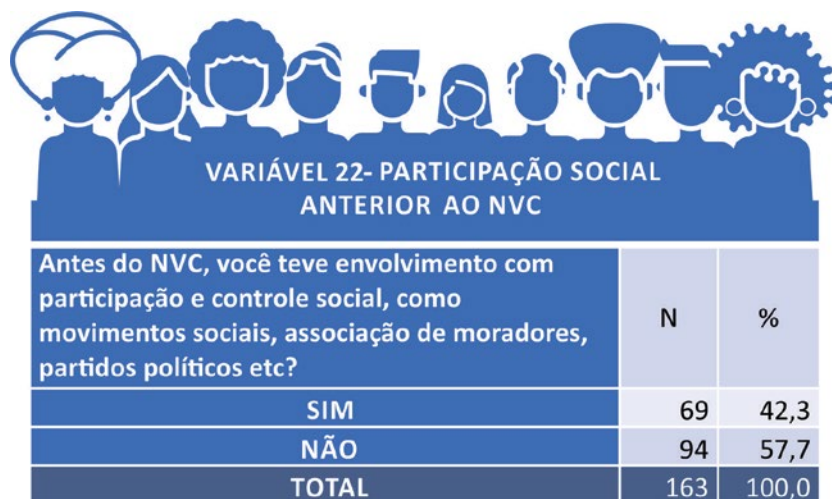 VARIÁVEL 22- PARTICIPAÇÃO SOCIAL
ANTERIOR AO NVC
Antes do NVC, você teve envolvimento com
participação e controle social, como
movimentos sociais, associação de moradores,
partidos políticos etc?
N %
SIM 69 42,3
NÃO 94 57,7
TOTAL 163 100,0